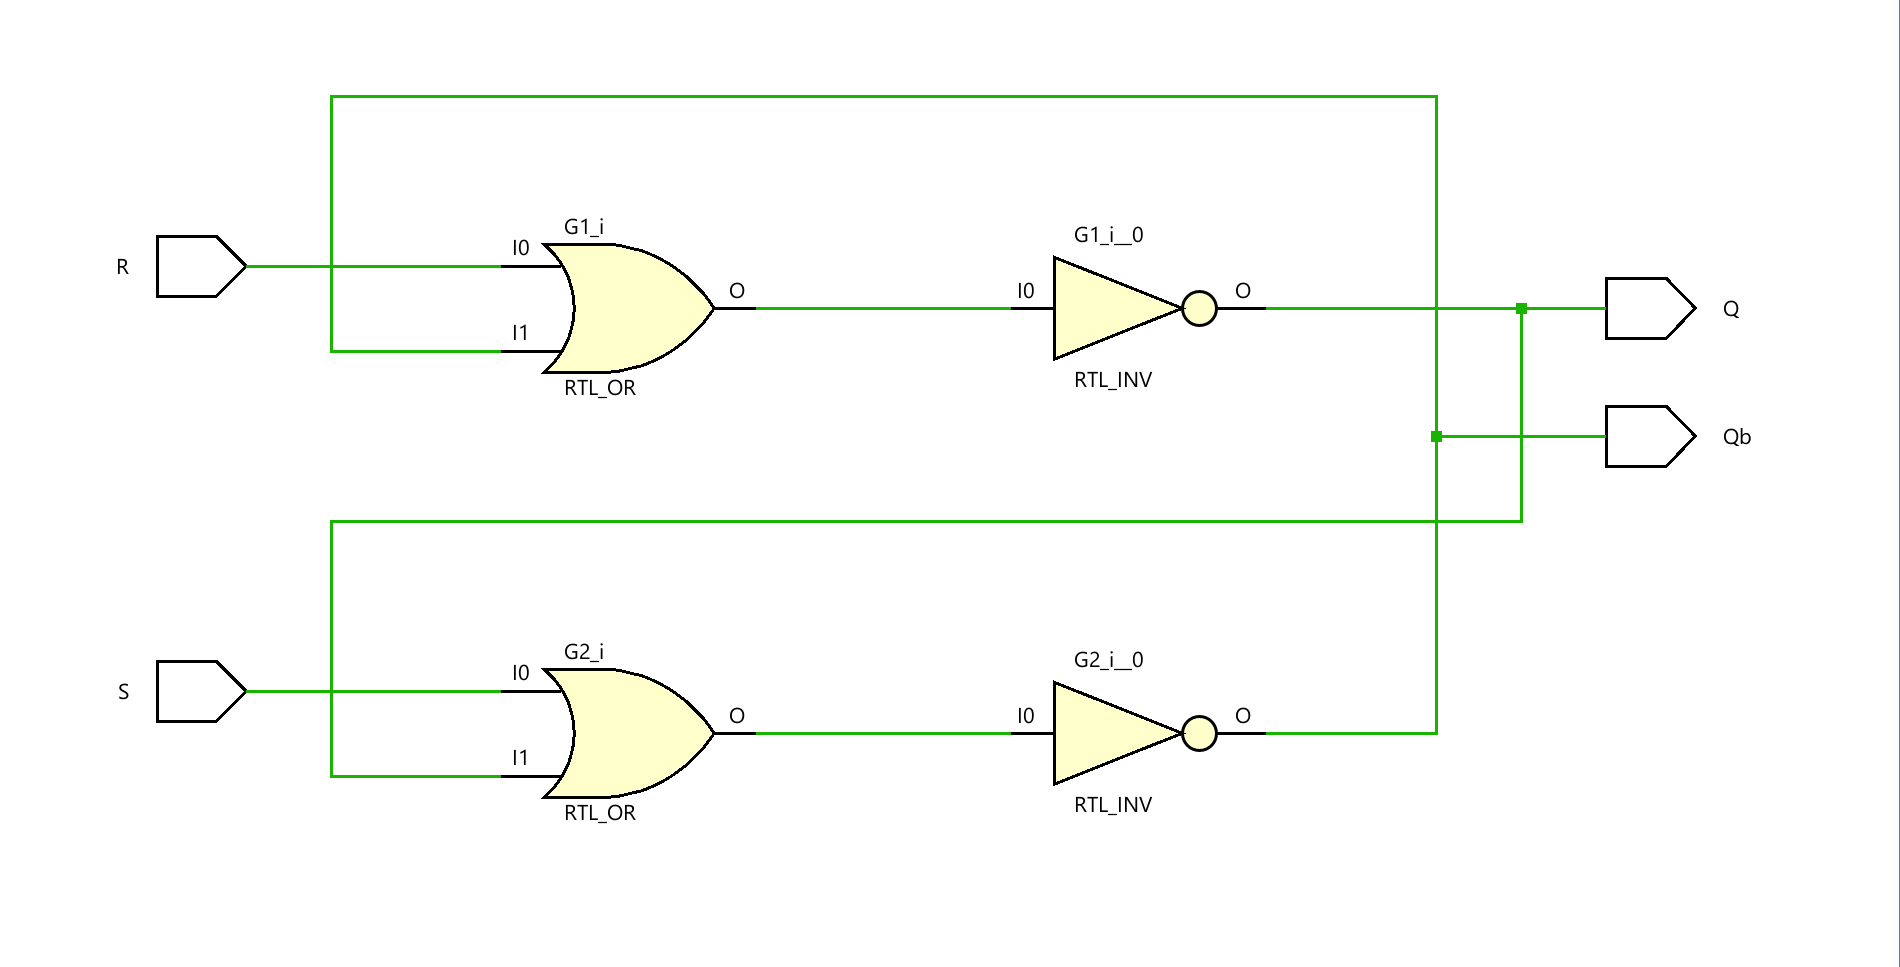 G1_i
G1_i__0
I0
R
O
I0
O
Q
I1
RTL_OR
RTL_INV
Qb
G2_i
G2_i__0
I0
S
O
I0
O
I1
RTL_OR
RTL_INV